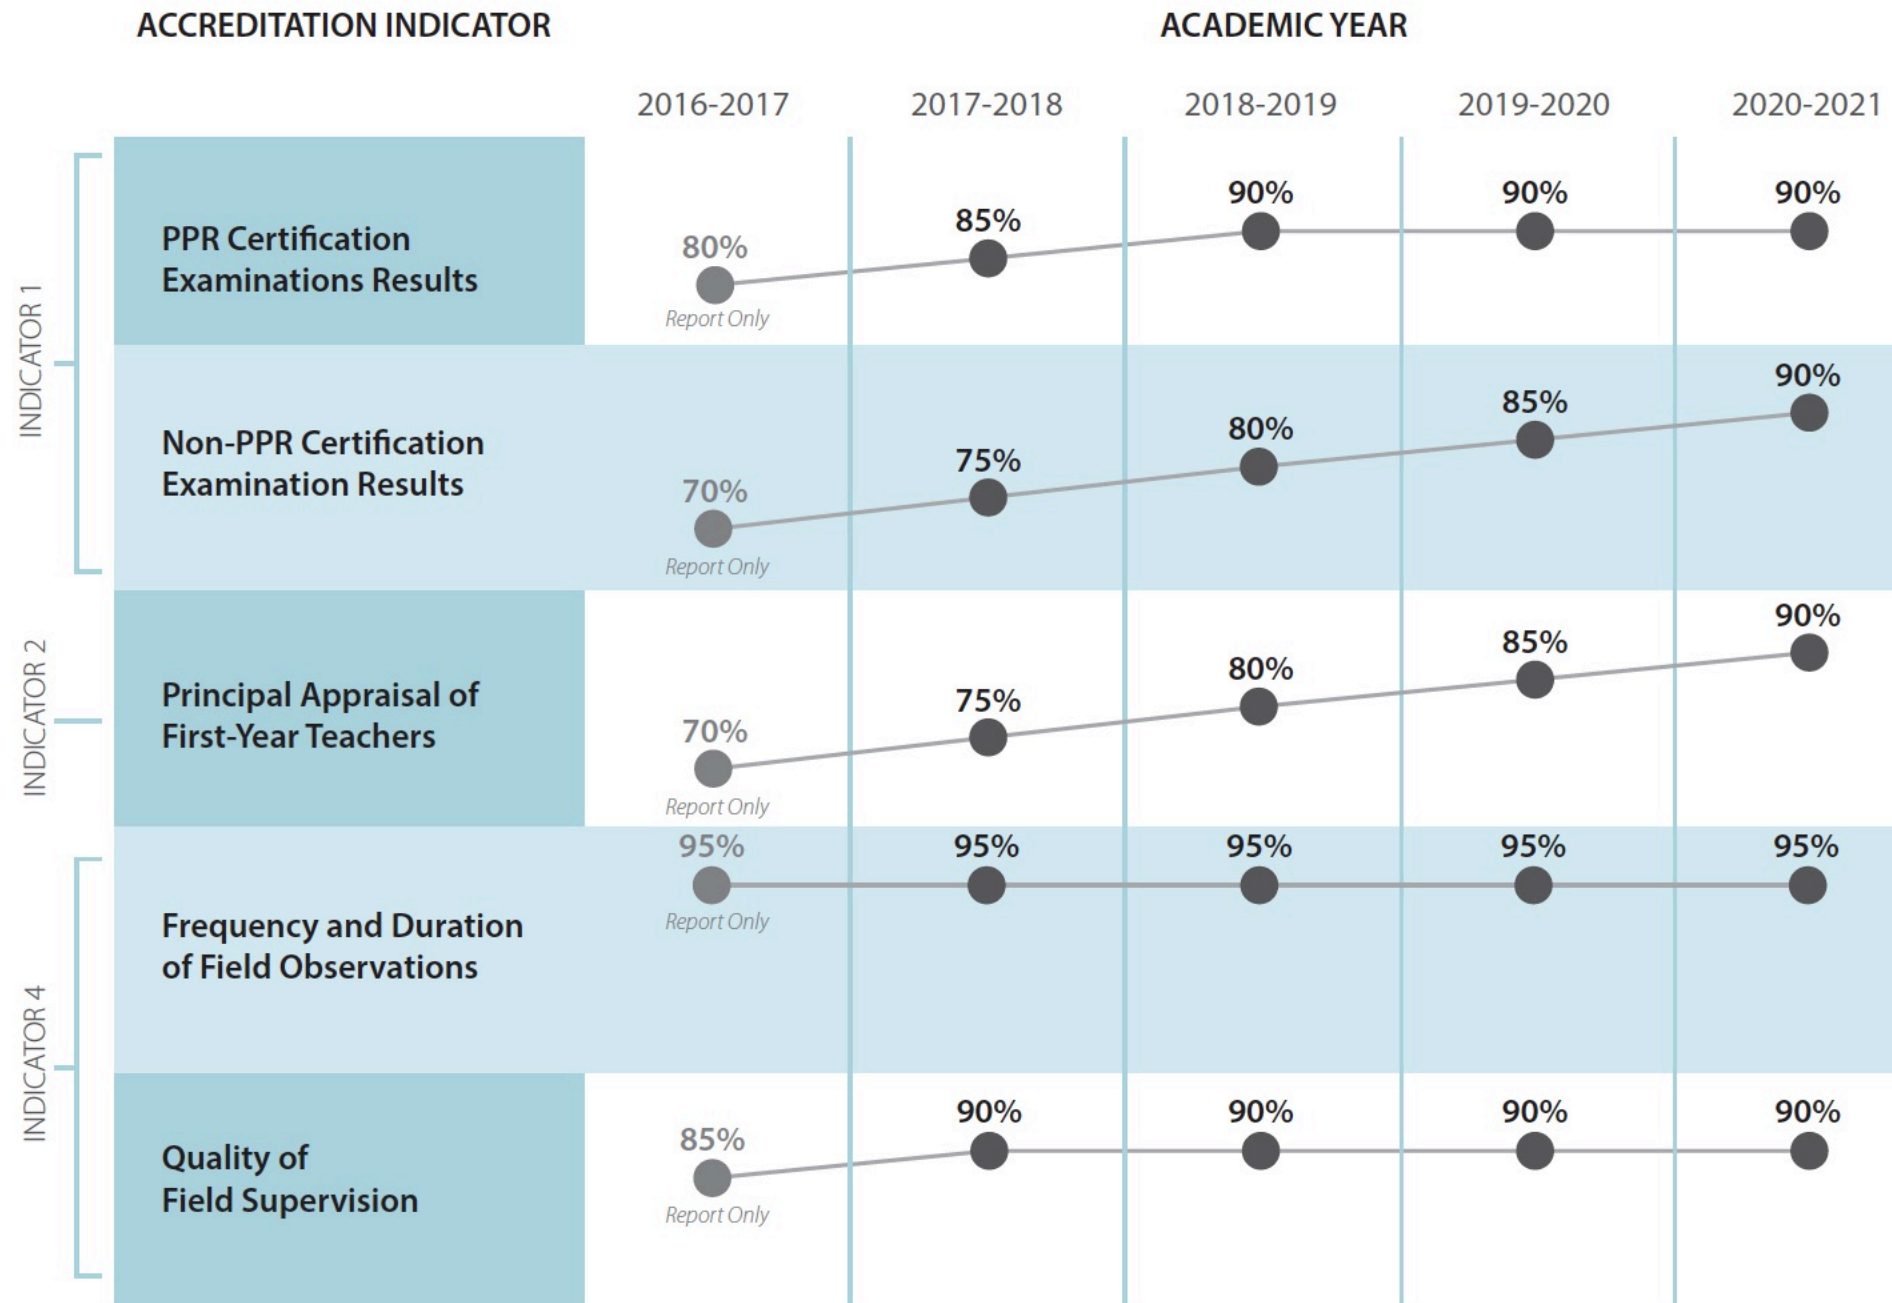 ACCREDITATION INDICATOR
ACADEMIC YEAR
2016-2017 2017-2018 2018-2019 2019-2020 2020-2021
INDICATOR 1
PPR Certification
Examinations Results
80% 85% 90% 90% 90%
Report Only
Non-PPR Certification
Examination Results
70% 75% 80% 85% 90%
Report Only
INDICATOR 2
Principal Appraisal of
First-Year Teachers
70% 75% 80% 85% 90%
Report Only
INDICATOR 4
Frequency and Duration
of Field Observations
95% 95% 95% 95% 95%
Report Only
Quality of
Field Supervision
85% 90% 90% 90% 90%
Report Only